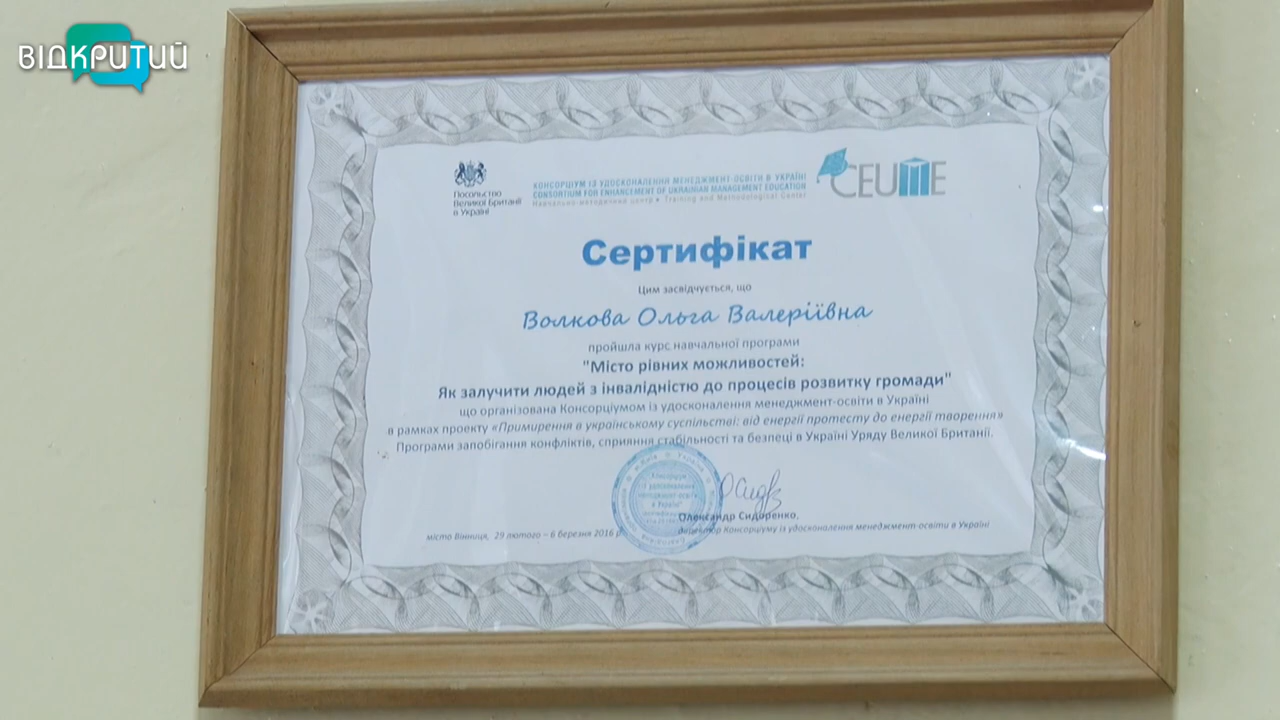 ВІДКРИТИЙ
Посольство
Великої Британії
в Україні
КОНСОРЦІУМ ІЗ УДОСКОНАЛЕННЯ МЕНЕДЖМЕНТ-ОСВІТИ В УКРАЇНІ
CONSORTIUM FOR ENHANCEMENT OF UKRAINIAN MANAGEMENT EDUCATION
Навчально-методичний центр • Training and Methodological Center
CEUME
Сертифікат
Цим засвідчується, що
Волкова Ольга Валеріївна
пройшла курс навчальної програми
"Місто рівних можливостей:
Як залучити людей з інвалідністю до процесів розвитку громади"
що організована Консорціумом із удосконалення менеджмент-освіти в Україні
в рамках проекту «Примирення в українському суспільстві: від енергії протесту до енергії творення»
Програми запобігання конфліктів, сприяння стабільності та безпеці в Україні Уряду Великої Британії.
Олександр Сидоренко,
директор Консорціуму із удосконалення менеджмент-освіти в Україні
місто Вінниця, 29 лютого – 6 березня 2016 р